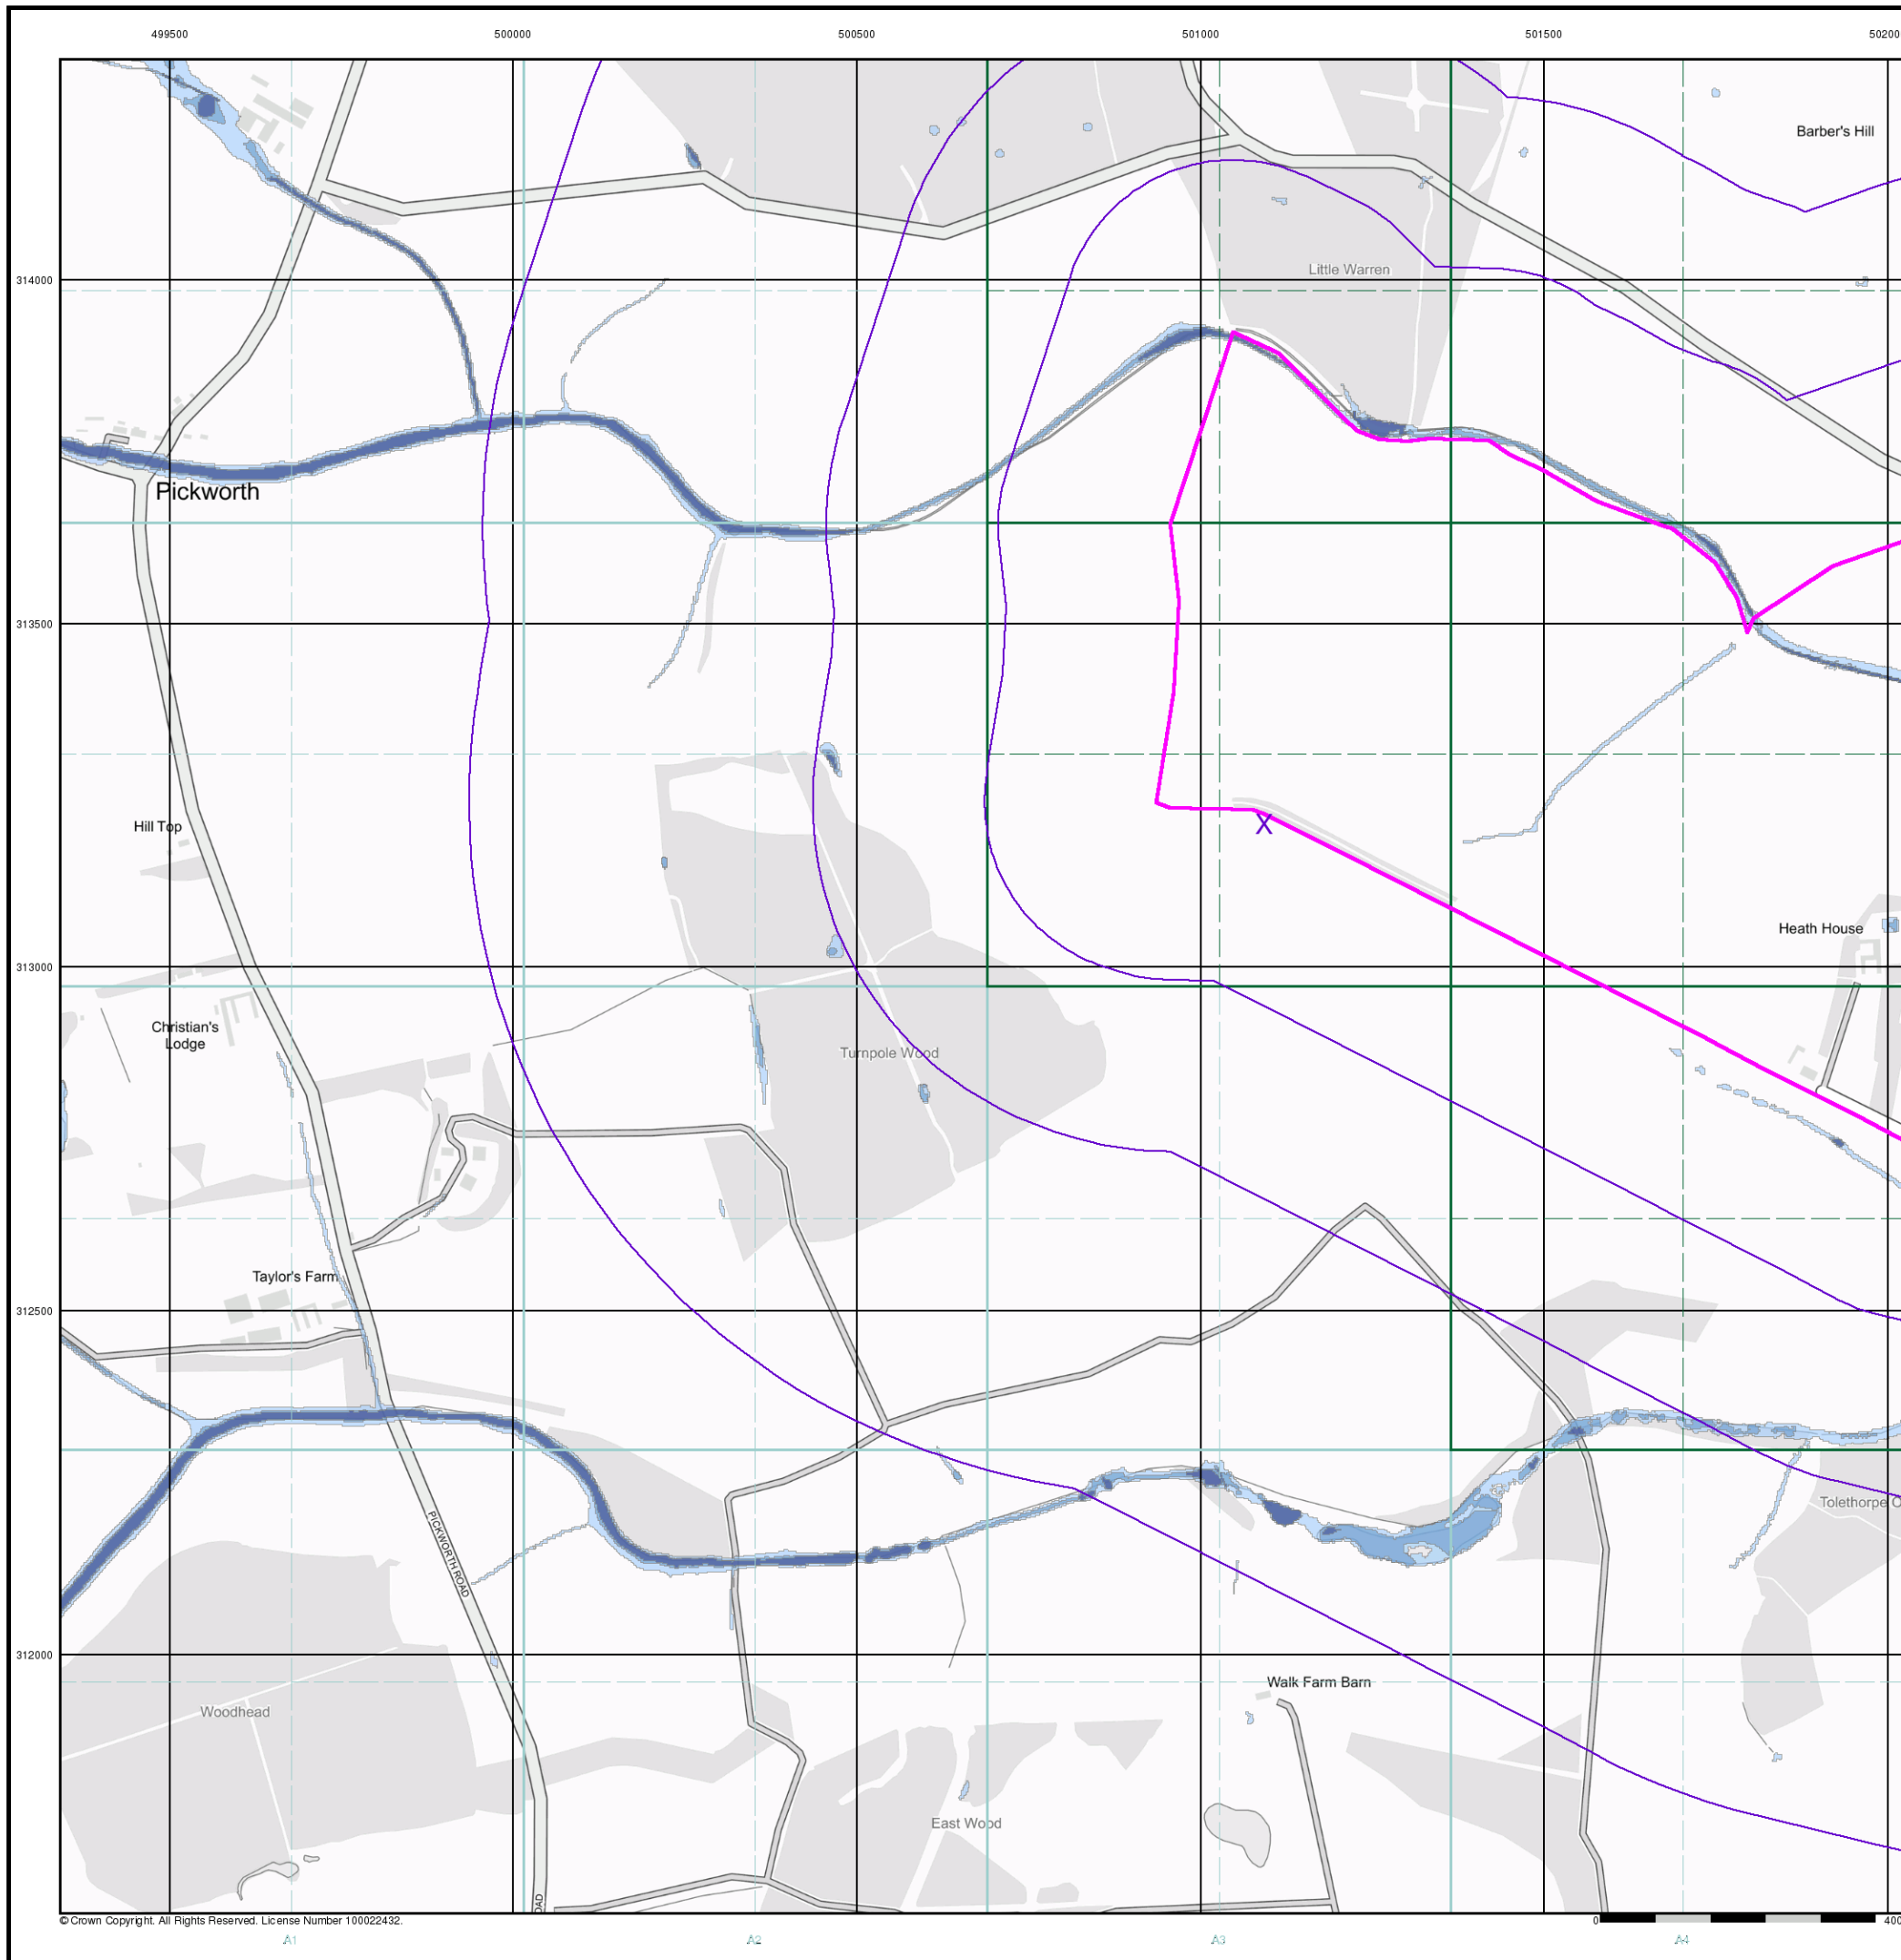 499500 500000 500500 501000 501500 50200
Barber's Hill
Little Warren
314000
Pickworth
313500
Hill Top
Heath House
313000
Christian's
Lodge
Turnpole Wood
Taylor's Farm
312500
Tolethorpe O
PICKWORTH ROAD
312000
Walk Farm Barn
Woodhead
East Wood
OAD
© Crown Copyright. All Rights Reserved. License Number 100022432.
0 400
A1 A2 A3 A4